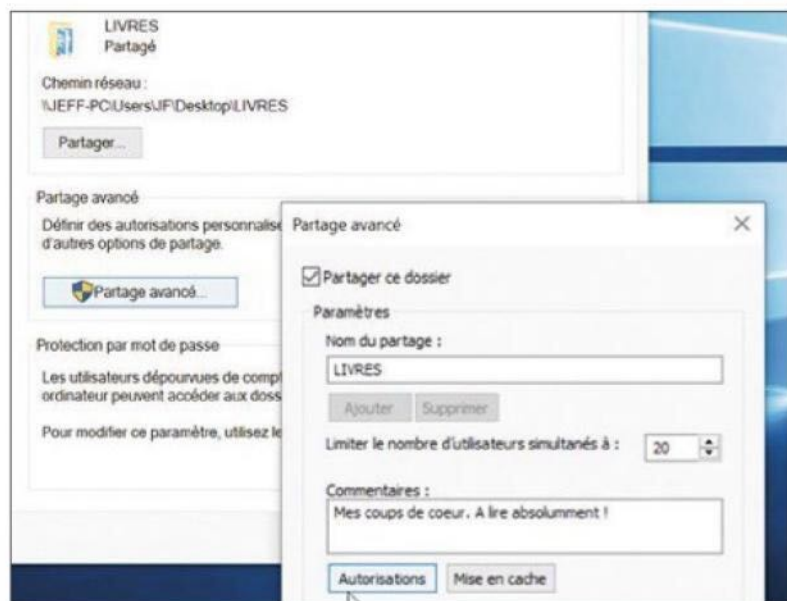 LIVRES
Partagé
Chemin réseau :
\\JEFF-PC\Users\JF\Desktop\LIVRES
Partager...
Partage avancé
Définir des autorisations personnalise
d'autres options de partage.
Partage avancé...
Protection par mot de passe
Les utilisateurs dépourvues de compt
ordinateur peuvent accéder aux doss
Pour modifier ce paramètre, utilisez le
Partage avancé
Partager ce dossier
Paramètres
Nom du partage :
LIVRES
Ajouter Supprimer
Limiter le nombre d'utilisateurs simultanés à : 20
Commentaires :
Mes coups de coeur. A lire absolumment !
Autorisations Mise en cache